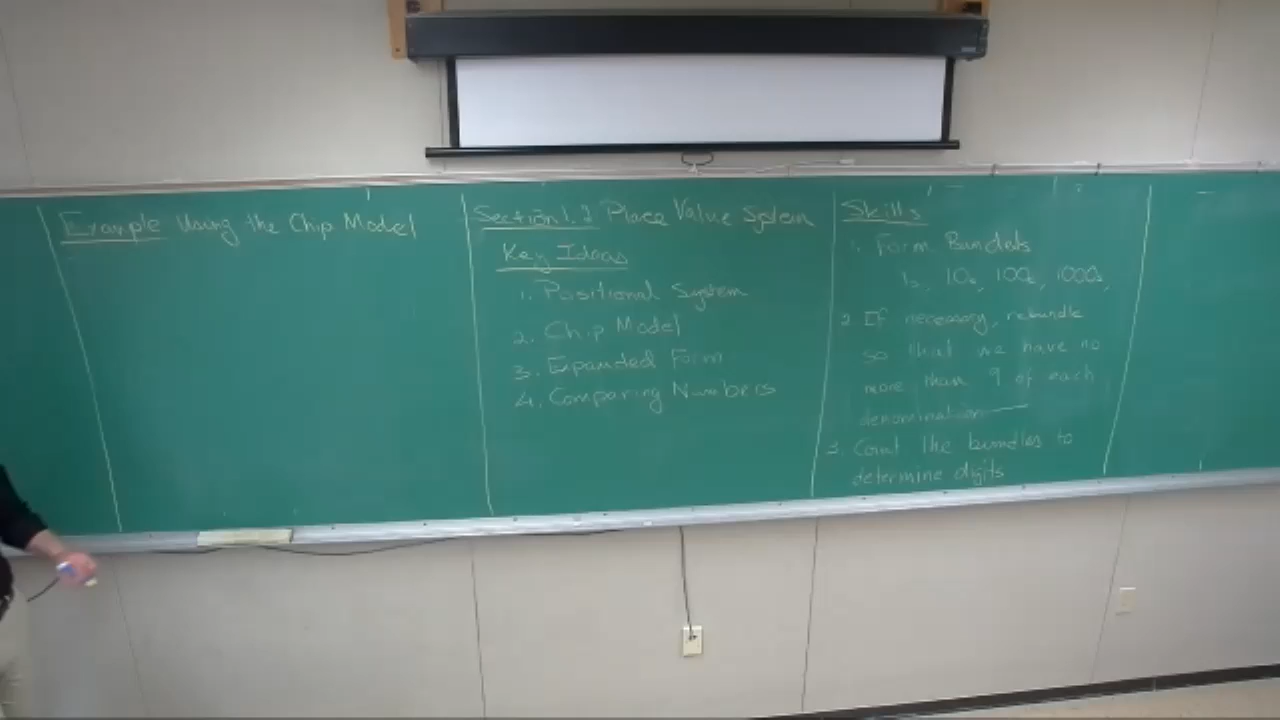 Example Using the Chip Model
Section 1.2 Place Value System
Key Ideas
1. Positional System
2. Chip Model
3. Expanded Form
4. Comparing Numbers
Skills
1. Form Bundles
1s, 10s, 100s, 1000s,
2. If necessary, rebundle
so that we have no
more than 9 of each
denomination
3. Count the bundles to
determine digits